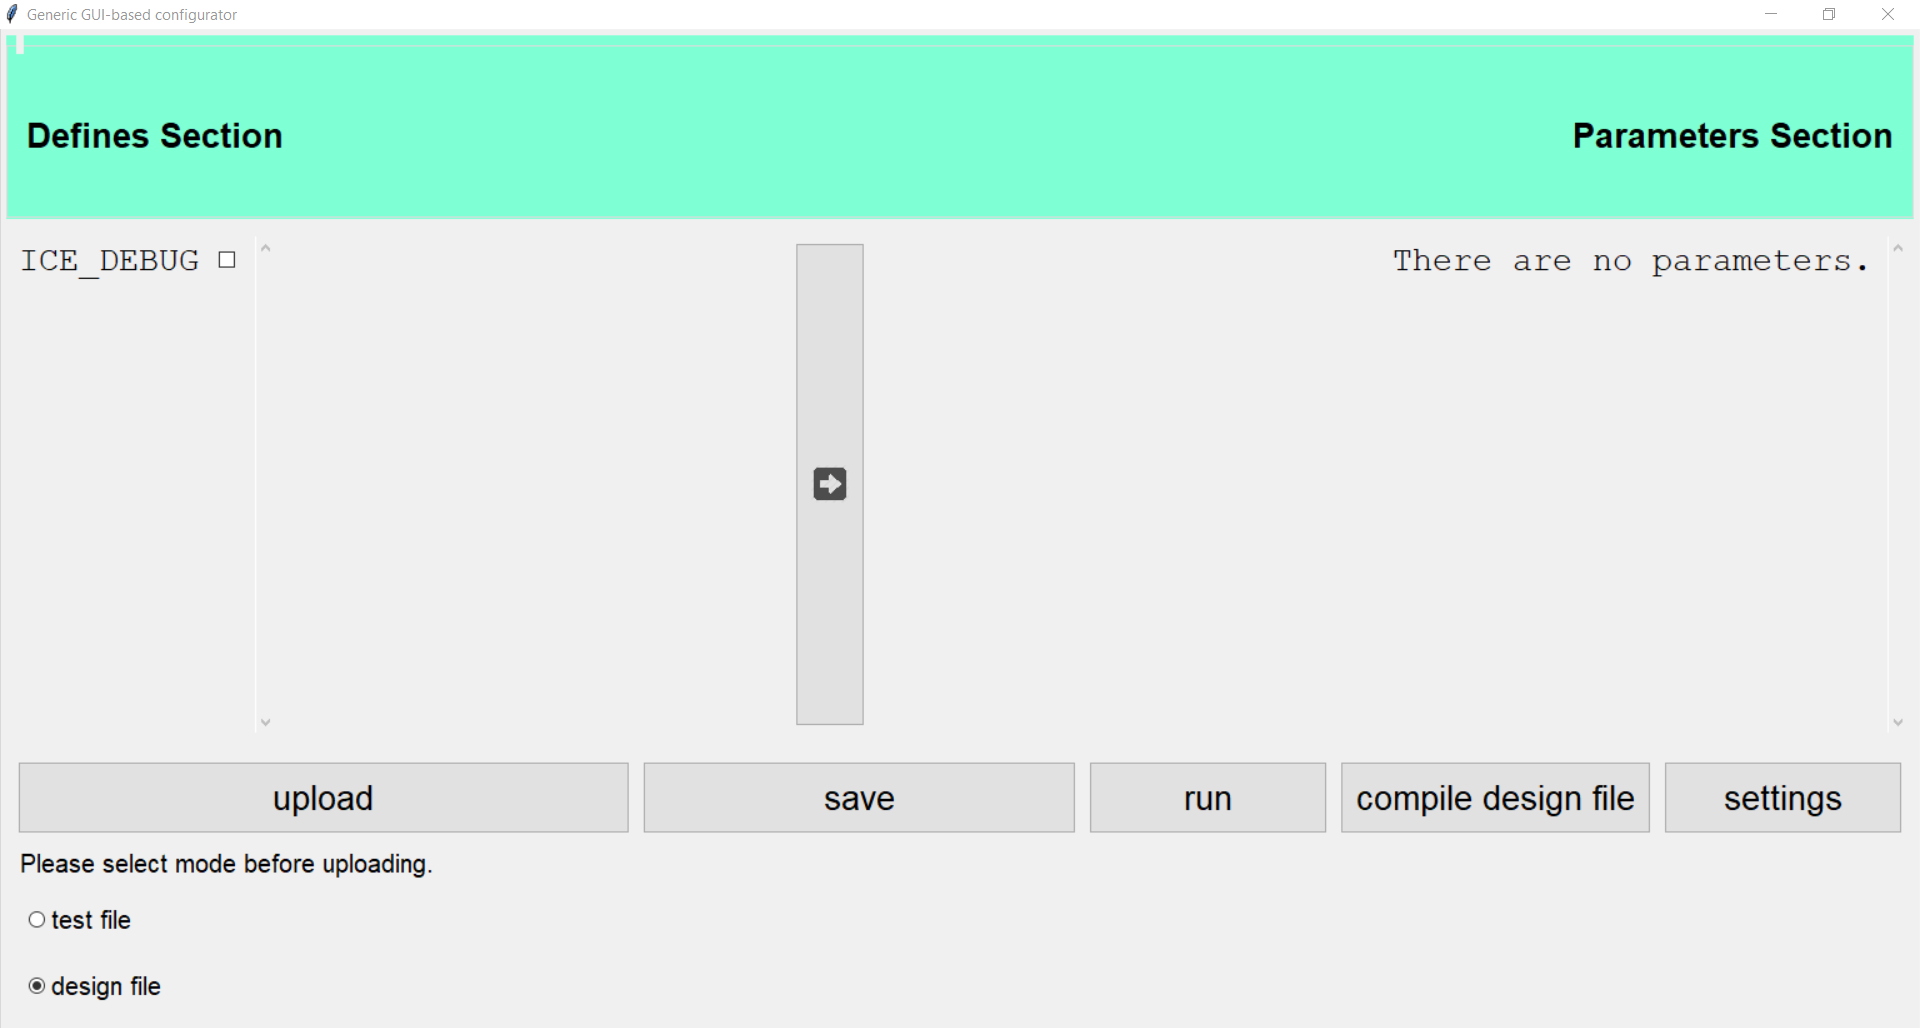 Generic GUI-based configurator
Defines Section
Parameters Section
ICE_DEBUG
There are no parameters.
upload
save
run
compile design file
settings
Please select mode before uploading.
test file
design file